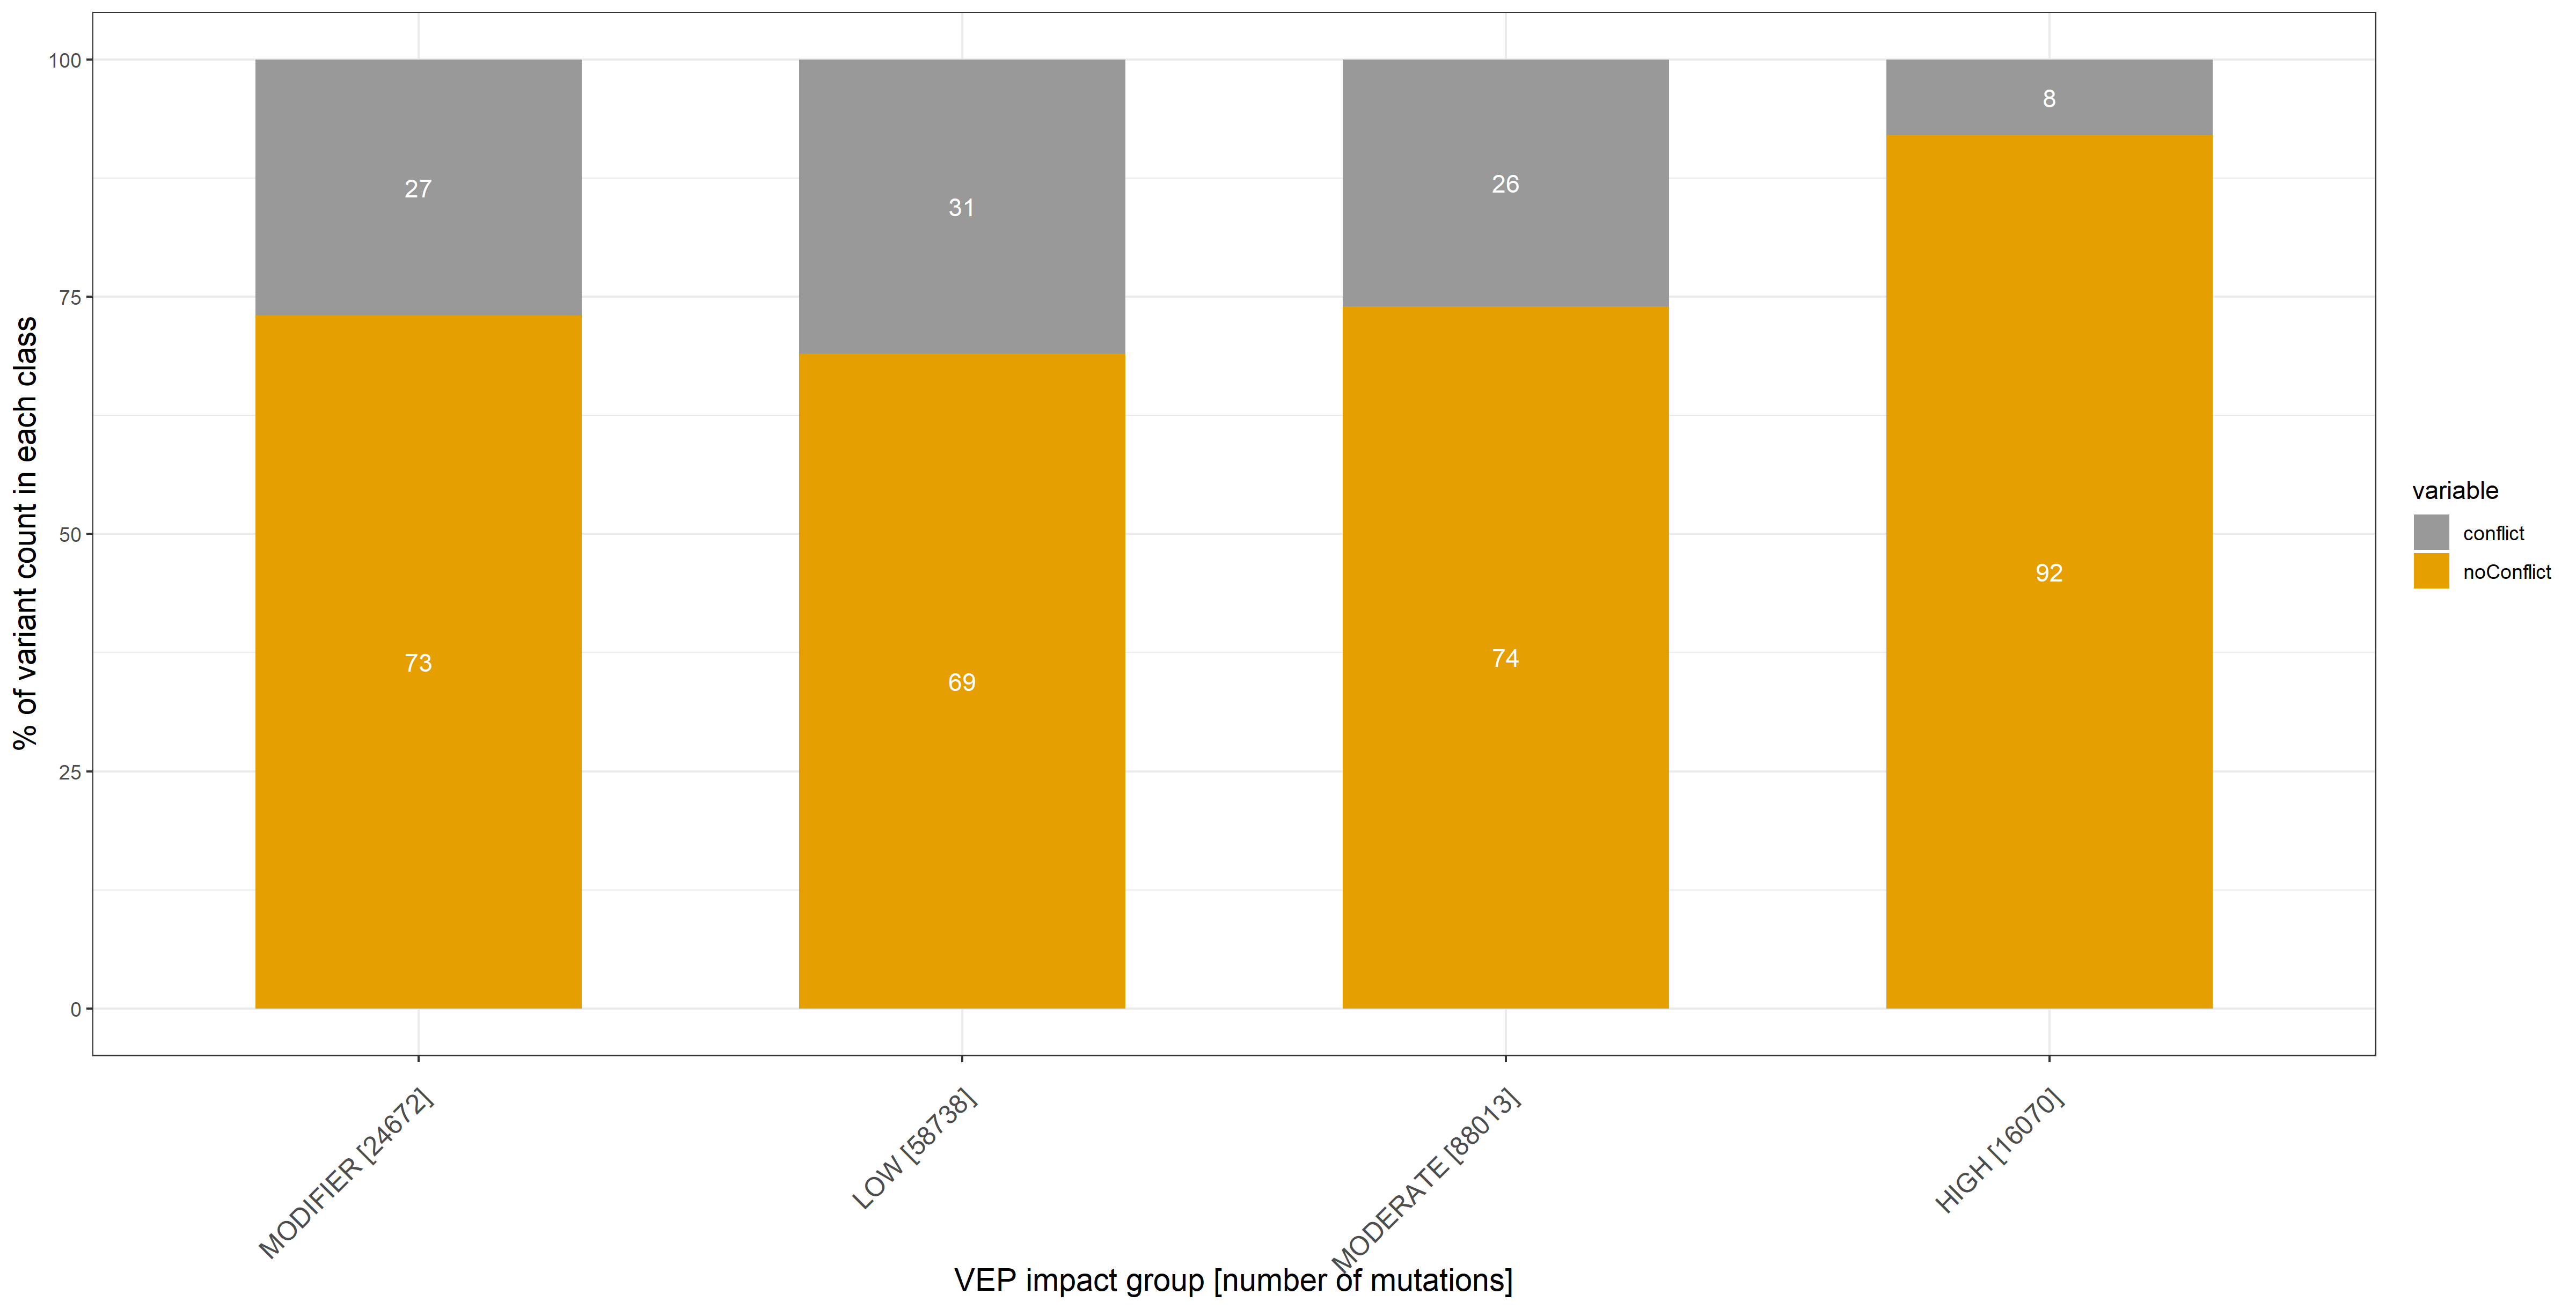 % of variant count in each class
100
75
50
25
0
27
31
26
8
73
69
74
92
MODIFIER [24672]
LOW [58738]
MODERATE [88013]
HIGH [16070]
VEP impact group [number of mutations]
variable
conflict
noConflict